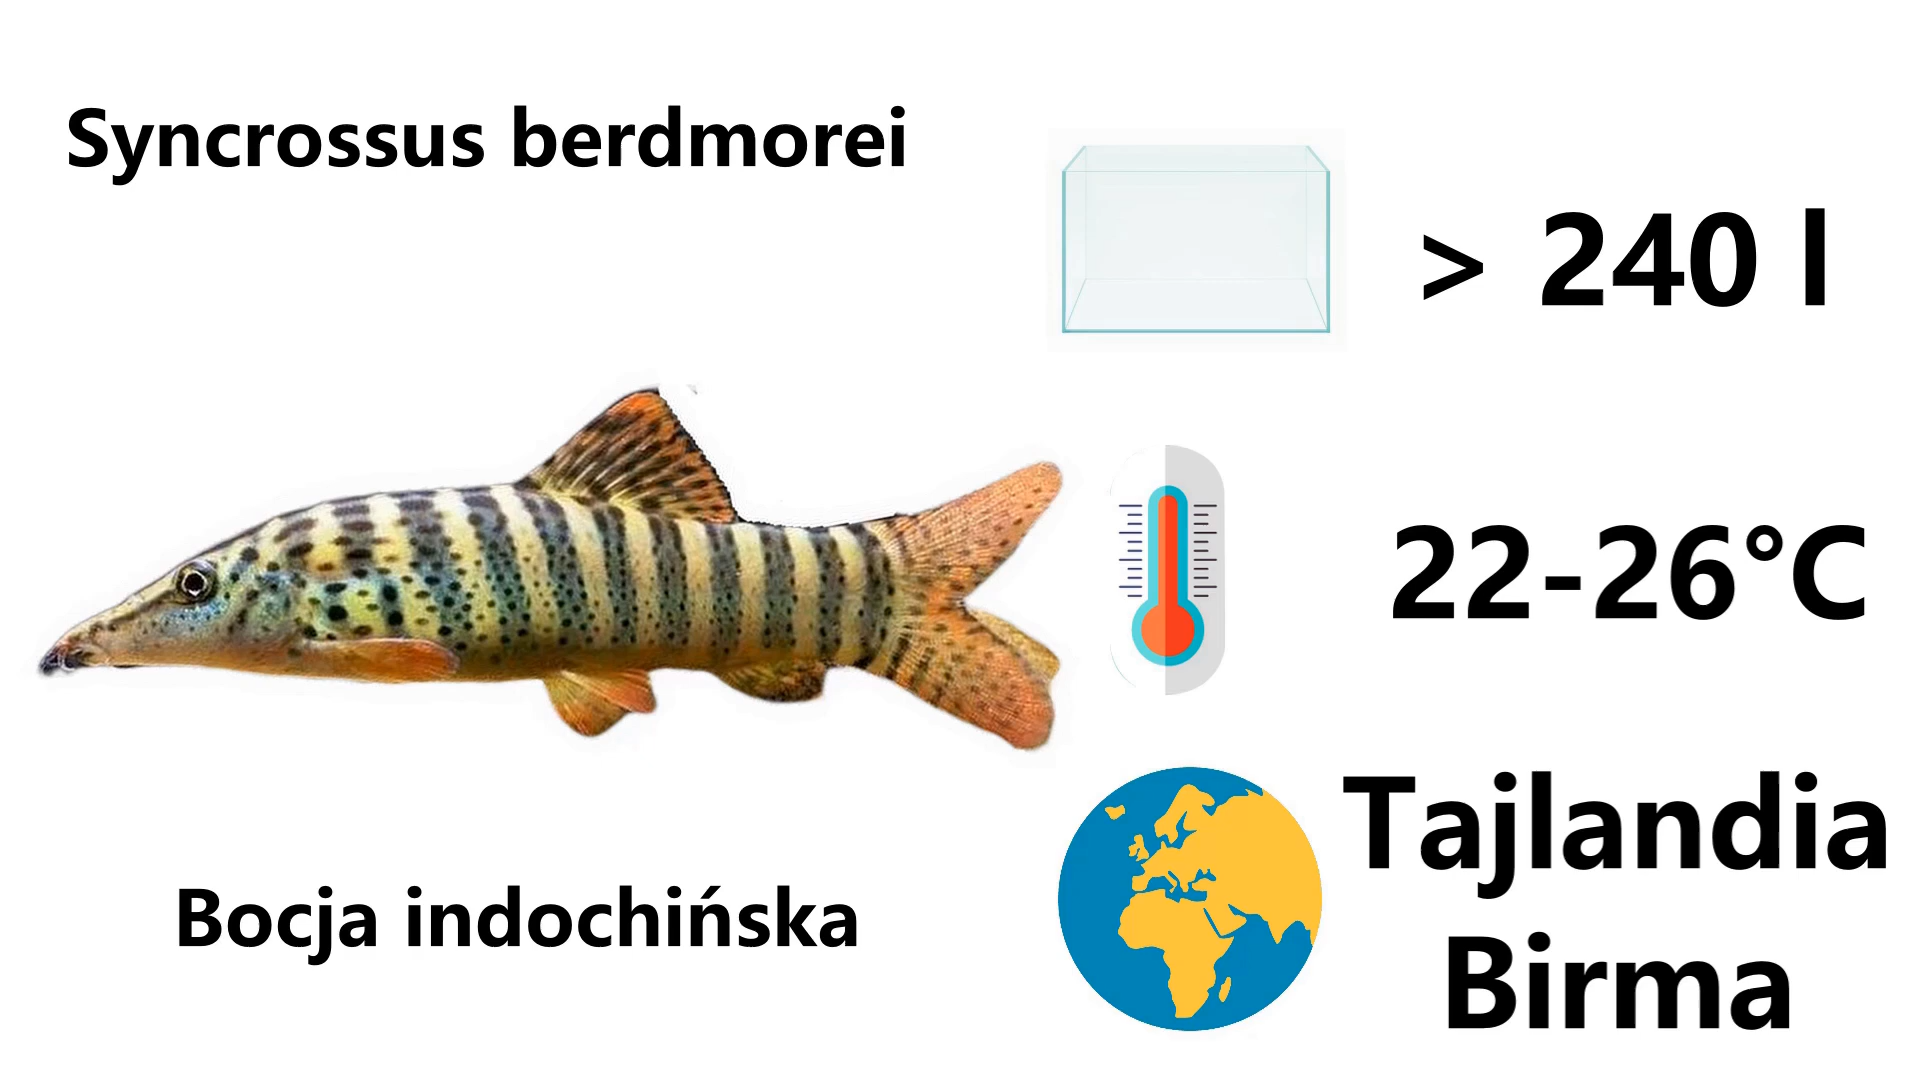 Syncrossus berdmorei
> 240 l
22-26°C
Bocja indochińska
Tajlandia
Birma